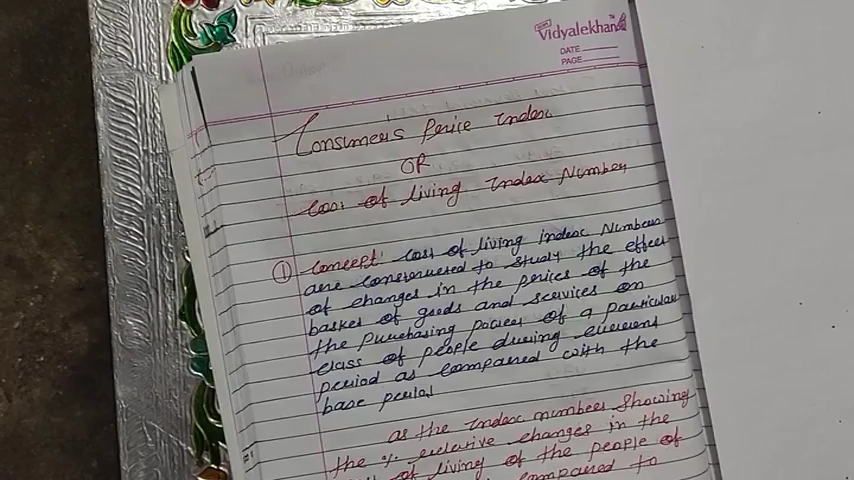 Vidyalekhan
DATE
PAGE
Consumers Price Index
OR
Cost of living Index Number
① Concept: Cost of living index Numbers
are constructed to study the effect
of changes in the prices of the
basket of goods and services on
the purchasing power of a particular
class of people during current
period as compared with the
base period
as the Index numbers showing
the % relative changes in the
of living of the people of
compared to